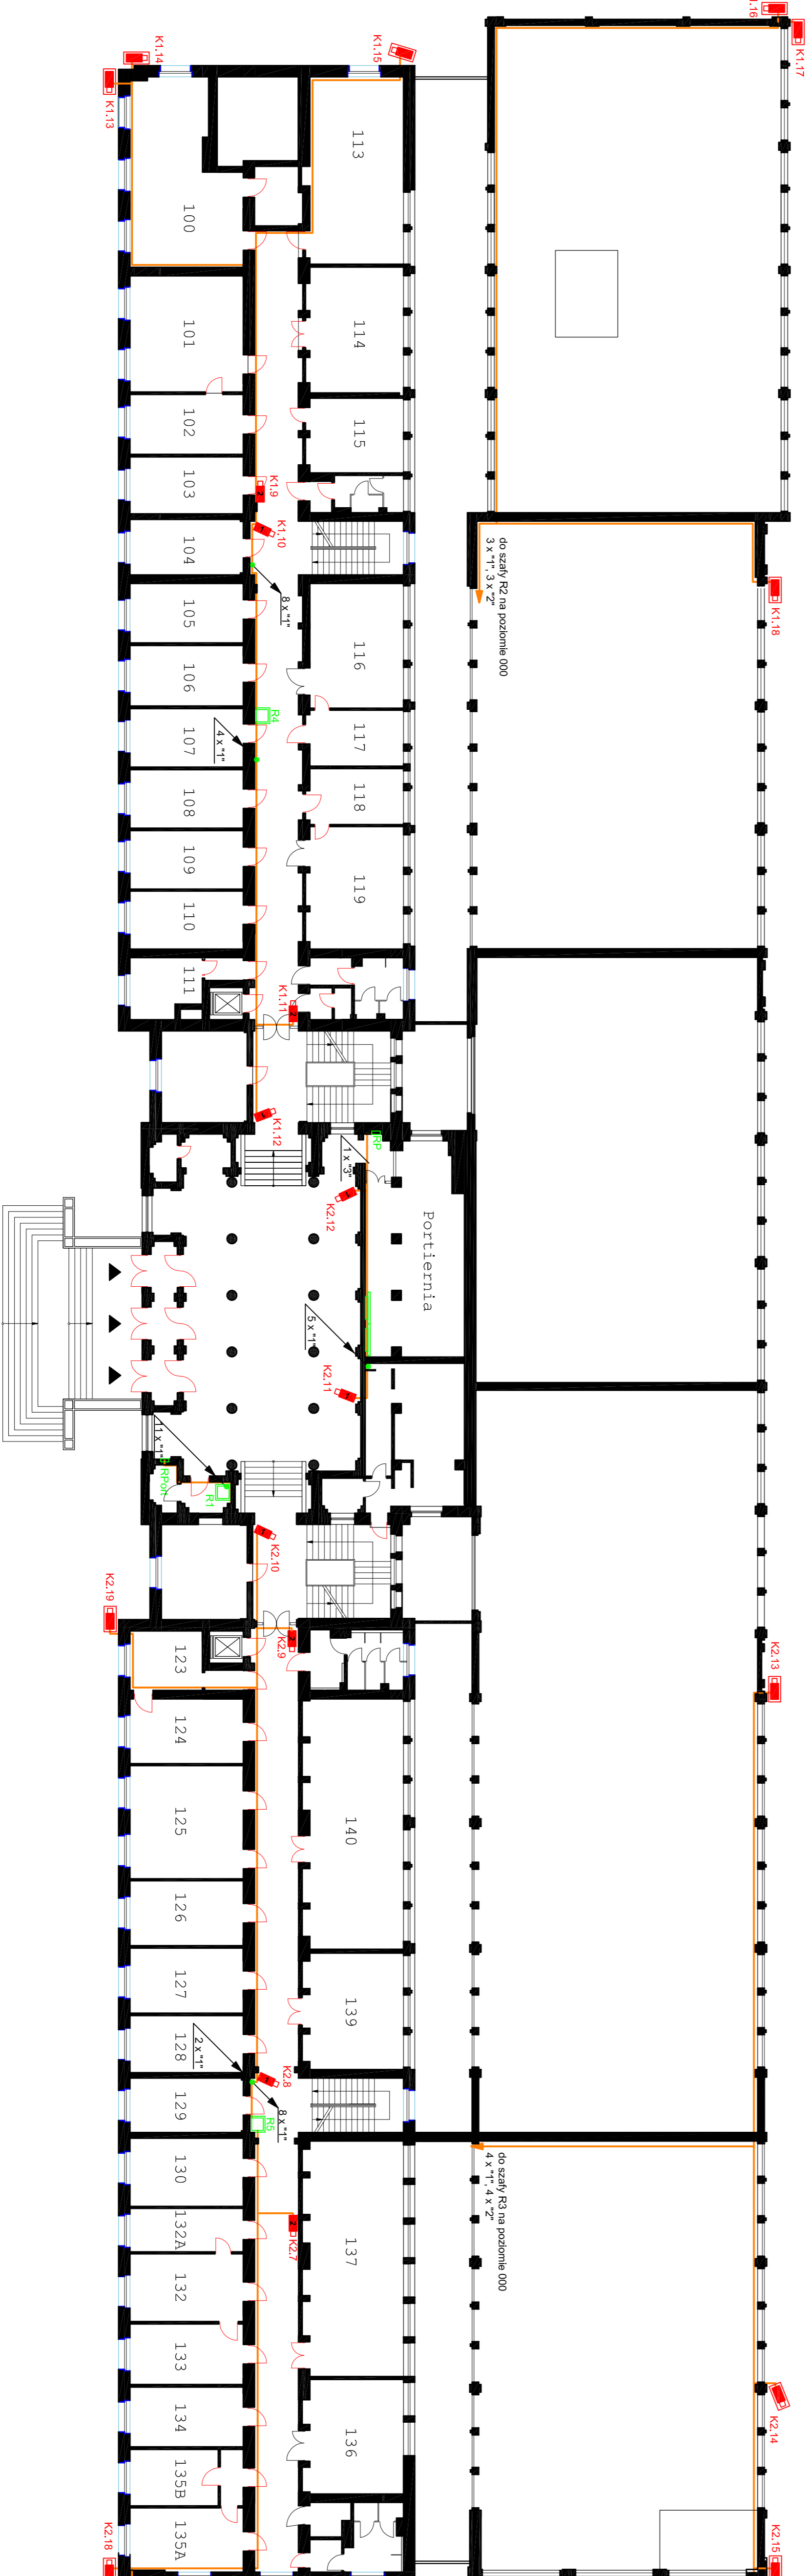 K1.16
K1.17
K1.14
K1.13
K1.15
113
100
114
101
115
102
103
K1.9
K1.10
104
do szafy R2 na poziomie 000
3 x "1", 3 x "2"
K1.18
8 x "1"
105
116
106
R4
117
107
4 x "1"
118
108
119
109
110
111
K1.11
K1.12
RP
1 x "3"
K2.12
Portiernia
5 x "1"
K2.11
11 x "1"
RPort
R1
K2.10
K2.19
K2.9
K2.13
123
124
140
125
126
139
127
128
2 x "1"
K2.8
129
8 x "1"
R5
do szafy R3 na poziomie 000
4 x "1", 4 x "2"
130
K2.7
137
132A
132
133
K2.14
134
136
135B
135A
K2.18
K2.15